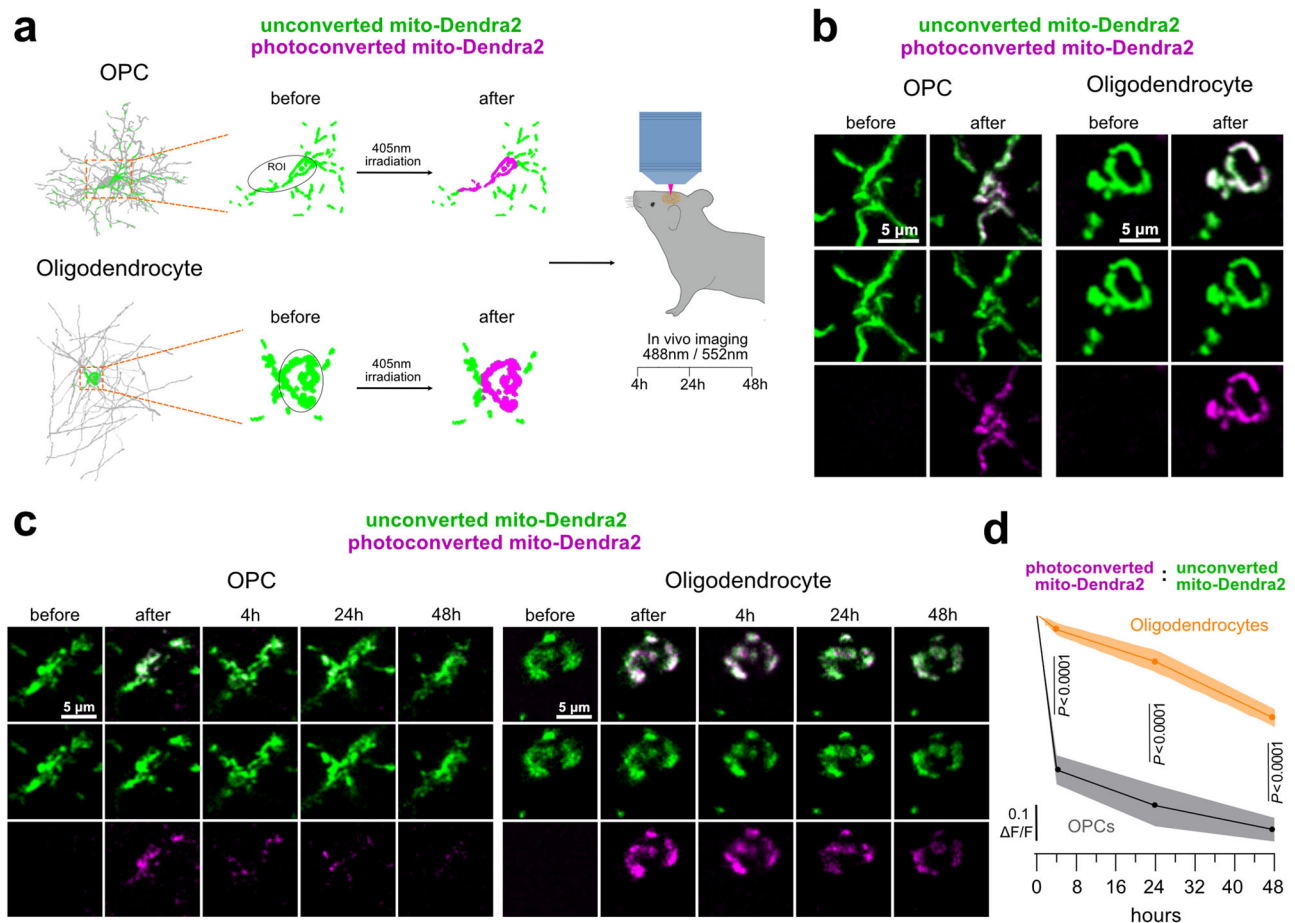 a
unconverted mito-Dendra2
photoconverted mito-Dendra2
OPC
before
after
ROI
405nm
irradiation
Oligodendrocyte
before
after
405nm
irradiation
In vivo imaging
488nm / 552nm
4h 24h 48h
b
unconverted mito-Dendra2
photoconverted mito-Dendra2
OPC
Oligodendrocyte
before after before after
5 µm 5 µm
c
unconverted mito-Dendra2
photoconverted mito-Dendra2
OPC
Oligodendrocyte
before after 4h 24h 48h before after 4h 24h 48h
5 µm 5 µm
d
photoconverted : unconverted
mito-Dendra2 mito-Dendra2
Oligodendrocytes
P<0.0001
P<0.0001
P<0.0001
0.1
ΔF/F
OPCs
0 8 16 24 32 40 48
hours